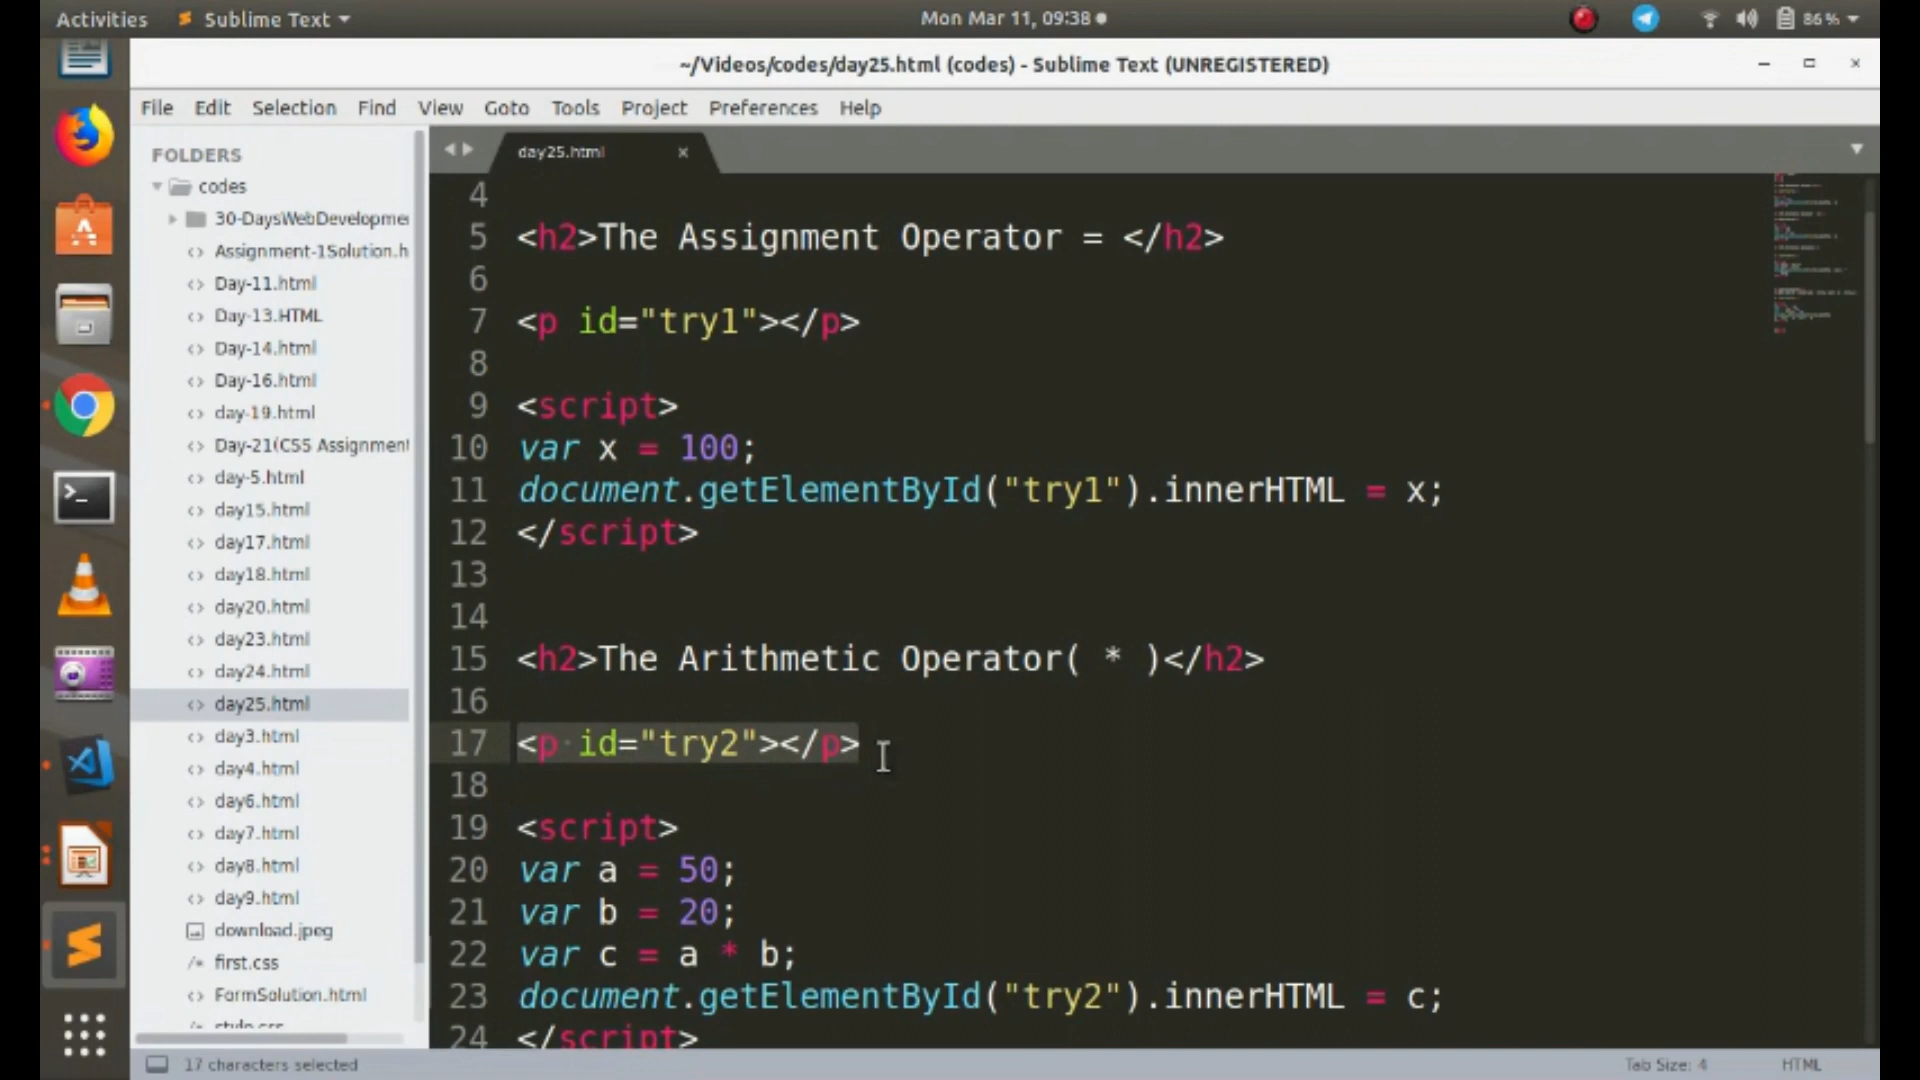 Activities Sublime Text Mon Mar 11, 09:38 86%
~/Videos/codes/day25.html (codes) - Sublime Text (UNREGISTERED)
File Edit Selection Find View Goto Tools Project Preferences Help
FOLDERS
codes
30-DaysWebDevelopme
Assignment-1Solution.h
Day-11.html
Day-13.HTML
Day-14.html
Day-16.html
day-19.html
Day-21(CSS Assignment
day-5.html
day15.html
day17.html
day18.html
day20.html
day23.html
day24.html
day25.html
day3.html
day4.html
day6.html
day7.html
day8.html
day9.html
download.jpeg
first.css
FormSolution.html
style.css
day25.html
4
5 <h2>The Assignment Operator = </h2>
6
7 <p id="try1"></p>
8
9 <script>
10 var x = 100;
11 document.getElementById("try1").innerHTML = x;
12 </script>
13
14
15 <h2>The Arithmetic Operator( * )</h2>
16
17 <p id="try2"></p>
18
19 <script>
20 var a = 50;
21 var b = 20;
22 var c = a * b;
23 document.getElementById("try2").innerHTML = c;
24 </script>
17 characters selected Tab Size: 4 HTML